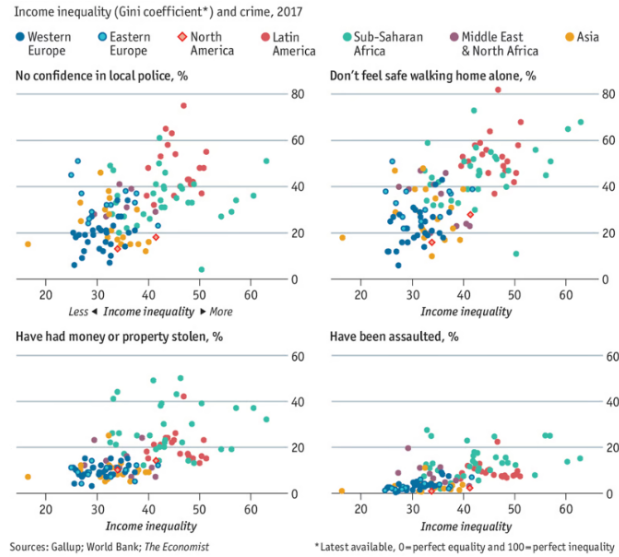 Income inequality (Gini coefficient*) and crime, 2017
Western Europe
Eastern Europe
North America
Latin America
Sub-Saharan Africa
Middle East & North Africa
Asia
No confidence in local police, %
80
60
40
20
0
20 30 40 50 60
Less ◄ Income inequality ► More
Don't feel safe walking home alone, %
80
60
40
20
0
20 30 40 50 60
Income inequality
Have had money or property stolen, %
60
40
20
0
20 30 40 50 60
Income inequality
Have been assaulted, %
60
40
20
0
20 30 40 50 60
Income inequality
Sources: Gallup; World Bank; The Economist
*Latest available, 0=perfect equality and 100=perfect inequality